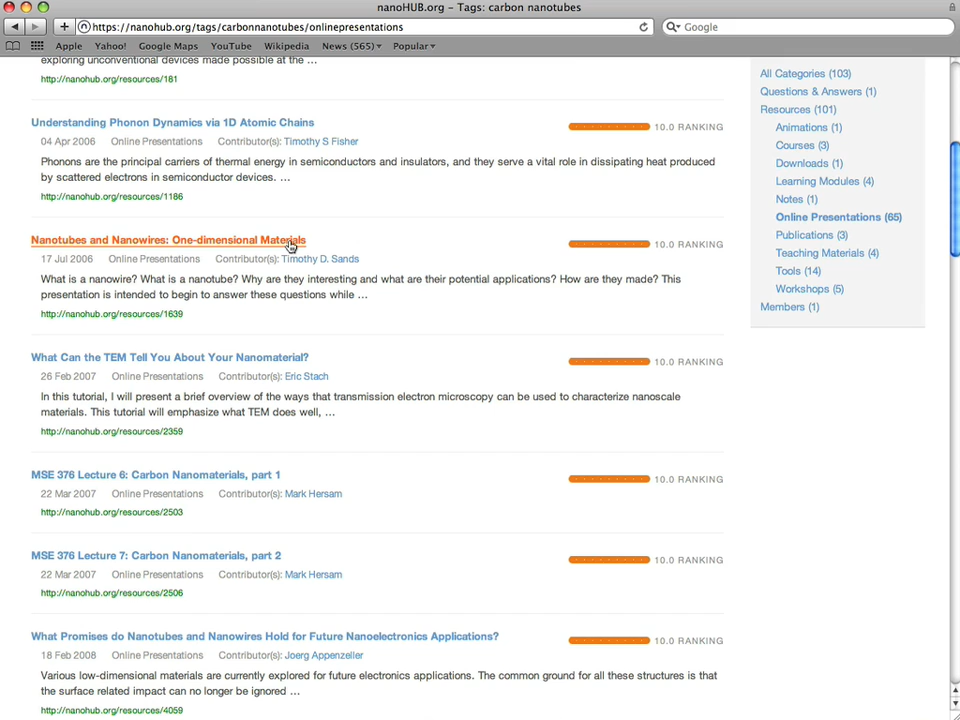 nanoHUB.org – Tags: carbon nanotubes
https://nanohub.org/tags/carbonnanotubes/onlinepresentations
Google
Apple Yahoo! Google Maps YouTube Wikipedia News (565) Popular
exploring unconventional devices made possible at the ...
http://nanohub.org/resources/181
Understanding Phonon Dynamics via 1D Atomic Chains
10.0 RANKING
04 Apr 2006 Online Presentations Contributor(s): Timothy S Fisher
Phonons are the principal carriers of thermal energy in semiconductors and insulators, and they serve a vital role in dissipating heat produced
by scattered electrons in semiconductor devices. ...
http://nanohub.org/resources/1186
Nanotubes and Nanowires: One-dimensional Materials
10.0 RANKING
17 Jul 2006 Online Presentations Contributor(s): Timothy D. Sands
What is a nanowire? What is a nanotube? Why are they interesting and what are their potential applications? How are they made? This
presentation is intended to begin to answer these questions while ...
http://nanohub.org/resources/1639
What Can the TEM Tell You About Your Nanomaterial?
10.0 RANKING
26 Feb 2007 Online Presentations Contributor(s): Eric Stach
In this tutorial, I will present a brief overview of the ways that transmission electron microscopy can be used to characterize nanoscale
materials. This tutorial will emphasize what TEM does well, ...
http://nanohub.org/resources/2359
MSE 376 Lecture 6: Carbon Nanomaterials, part 1
10.0 RANKING
22 Mar 2007 Online Presentations Contributor(s): Mark Hersam
http://nanohub.org/resources/2503
MSE 376 Lecture 7: Carbon Nanomaterials, part 2
10.0 RANKING
22 Mar 2007 Online Presentations Contributor(s): Mark Hersam
http://nanohub.org/resources/2506
What Promises do Nanotubes and Nanowires Hold for Future Nanoelectronics Applications?
10.0 RANKING
18 Feb 2008 Online Presentations Contributor(s): Joerg Appenzeller
Various low-dimensional materials are currently explored for future electronics applications. The common ground for all these structures is that
the surface related impact can no longer be ignored ...
http://nanohub.org/resources/4059
All Categories (103)
Questions & Answers (1)
Resources (101)
Animations (1)
Courses (3)
Downloads (1)
Learning Modules (4)
Notes (1)
Online Presentations (65)
Publications (3)
Teaching Materials (4)
Tools (14)
Workshops (5)
Members (1)